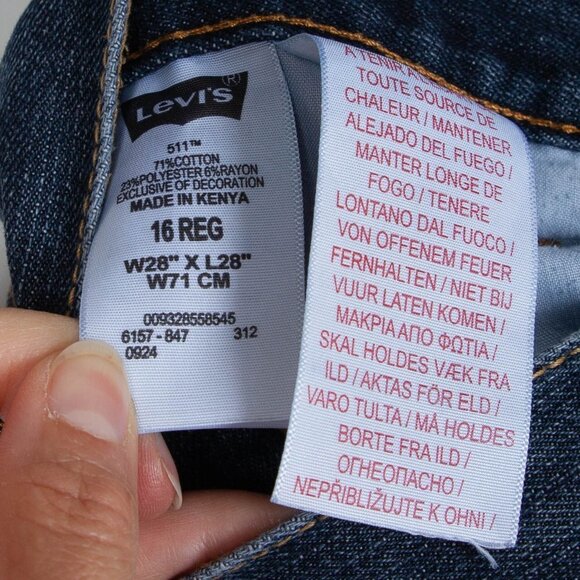 Levi's (R)
511™
71%COTTON
23%POLYESTER 6%RAYON
EXCLUSIVE OF DECORATION
MADE IN KENYA
16 REG
W28" X L28"
W71 CM
009328558545
6157-847 312
0924
A TENIR
TOUTE SOURCE DE
CHALEUR / MANTENER
ALEJADO DEL FUEGO /
MANTER LONGE DE
FOGO / TENERE
LONTANO DAL FUOCO /
VON OFFENEM FEUER
FERNHALTEN / NIET BIJ
VUUR LATEN KOMEN /
ΜΑΚΡΙΑ ΑΠΟ ΦΩΤΙΑ /
SKAL HOLDES VÆK FRA
ILD / AKTAS FÖR ELD /
VARO TULTA / MÅ HOLDES
BORTE FRA ILD /
ОГНЕОПАСНО /
NEPŘIBLIŽUJTE K OHNI /